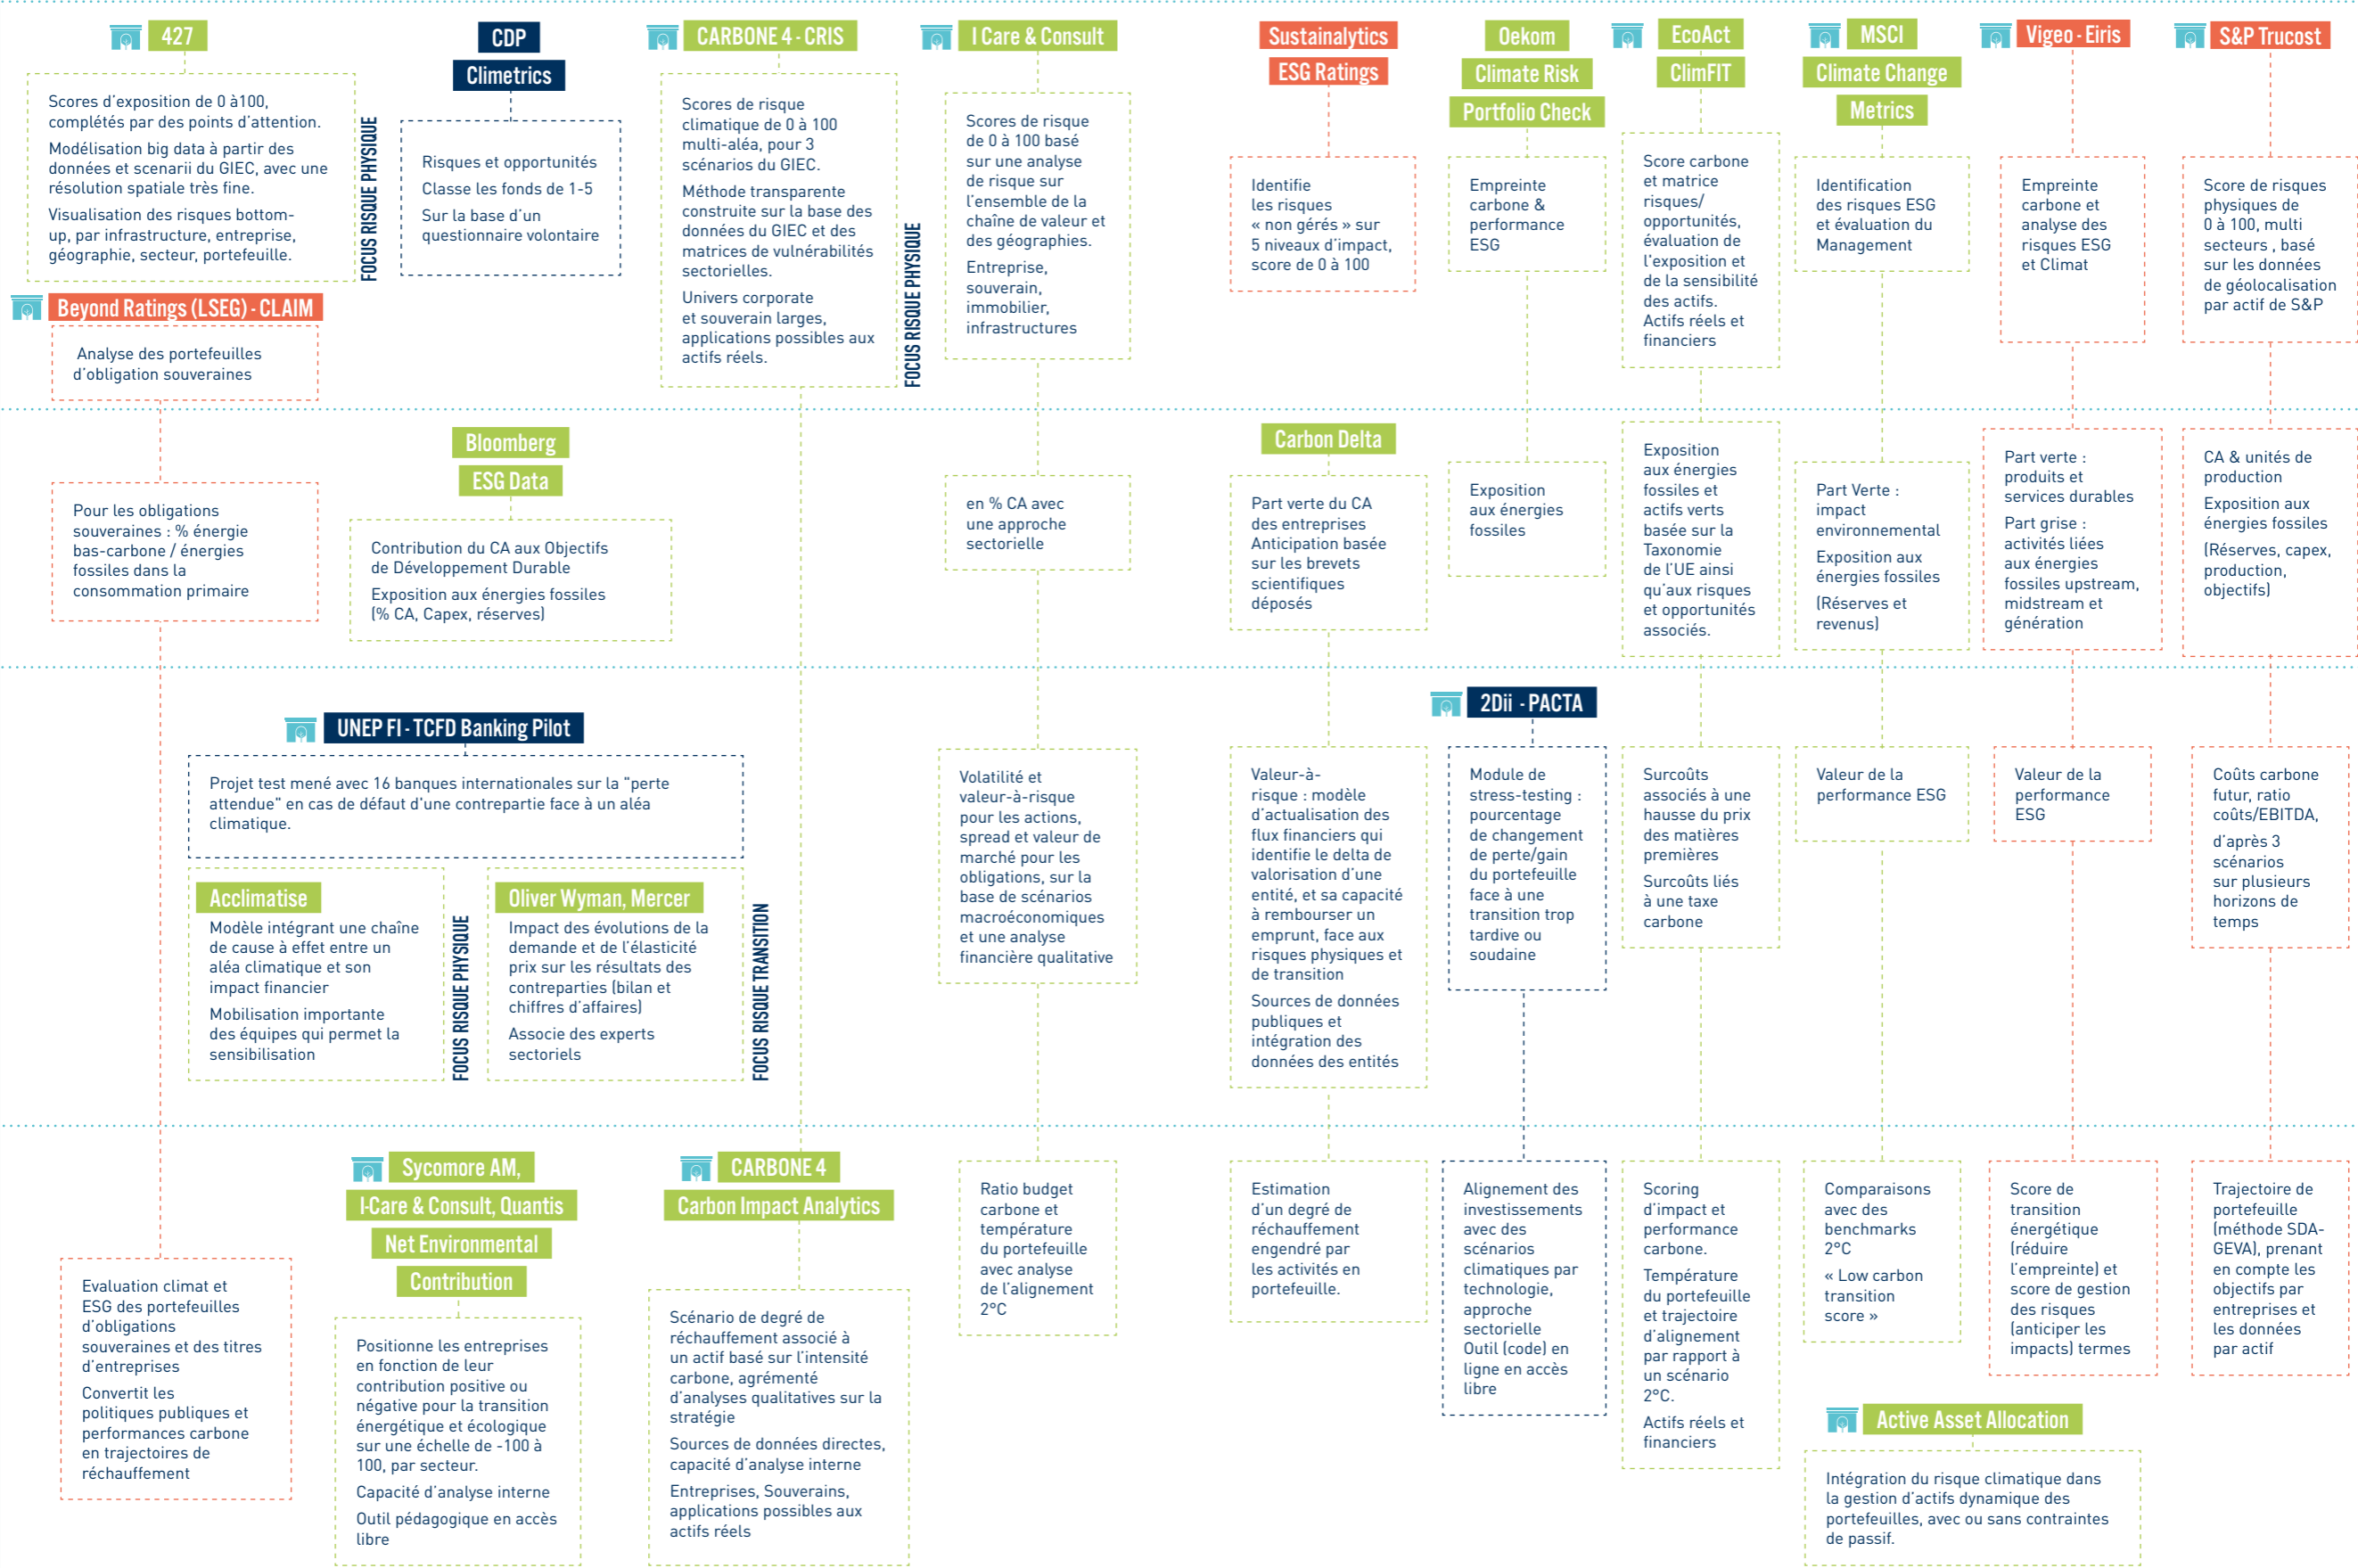 427
Scores d'exposition de 0 à100,
complétés par des points d'attention.
Modélisation big data à partir des
données et scenarii du GIEC, avec une
résolution spatiale très fine.
Visualisation des risques bottom-
up, par infrastructure, entreprise,
géographie, secteur, portefeuille.
FOCUS RISQUE PHYSIQUE
Beyond Ratings (LSEG) - CLAIM
Analyse des portefeuilles
d'obligation souveraines
CDP
Climetrics
Risques et opportunités
Classe les fonds de 1-5
Sur la base d'un
questionnaire volontaire
CARBONE 4 - CRIS
Scores de risque
climatique de 0 à 100
multi-aléa, pour 3
scénarios du GIEC.
Méthode transparente
construite sur la base des
données du GIEC et des
matrices de vulnérabilités
sectorielles.
Univers corporate
et souverain larges,
applications possibles aux
actifs réels.
FOCUS RISQUE PHYSIQUE
I Care & Consult
Scores de risque
de 0 à 100 basé
sur une analyse
de risque sur
l'ensemble de la
chaîne de valeur et
des géographies.
Entreprise,
souverain,
immobilier,
infrastructures
Sustainalytics
ESG Ratings
Identifie
les risques
« non gérés » sur
5 niveaux d'impact,
score de 0 à 100
Oekom
Climate Risk
Portfolio Check
Empreinte
carbone &
performance
ESG
EcoAct
ClimFIT
Score carbone
et matrice
risques/
opportunités,
évaluation de
l'exposition et
de la sensibilité
des actifs.
Actifs réels et
financiers
MSCI
Climate Change
Metrics
Identification
des risques ESG
et évaluation du
Management
Vigeo - Eiris
Empreinte
carbone et
analyse des
risques ESG
et Climat
S&P Trucost
Score de risques
physiques de
0 à 100, multi
secteurs , basé
sur les données
de géolocalisation
par actif de S&P
Pour les obligations
souveraines : % énergie
bas-carbone / énergies
fossiles dans la
consommation primaire
Bloomberg
ESG Data
Contribution du CA aux Objectifs
de Développement Durable
Exposition aux énergies fossiles
(% CA, Capex, réserves)
en % CA avec
une approche
sectorielle
Carbon Delta
Part verte du CA
des entreprises
Anticipation basée
sur les brevets
scientifiques
déposés
Exposition
aux énergies
fossiles
Exposition
aux énergies
fossiles et
actifs verts
basée sur la
Taxonomie
de l'UE ainsi
qu'aux risques
et opportunités
associés.
Part Verte :
impact
environnemental
Exposition aux
énergies fossiles
(Réserves et
revenus)
Part verte :
produits et
services durables
Part grise :
activités liées
aux énergies
fossiles upstream,
midstream et
génération
CA & unités de
production
Exposition aux
énergies fossiles
(Réserves, capex,
production,
objectifs)
UNEP FI - TCFD Banking Pilot
Projet test mené avec 16 banques internationales sur la "perte
attendue" en cas de défaut d'une contrepartie face à un aléa
climatique.
Acclimatise
Modèle intégrant une chaîne
de cause à effet entre un
aléa climatique et son
impact financier
Mobilisation importante
des équipes qui permet la
sensibilisation
FOCUS RISQUE PHYSIQUE
Oliver Wyman, Mercer
Impact des évolutions de la
demande et de l'élasticité
prix sur les résultats des
contreparties (bilan et
chiffres d'affaires)
Associe des experts
sectoriels
FOCUS RISQUE TRANSITION
Volatilité et
valeur-à-risque
pour les actions,
spread et valeur de
marché pour les
obligations, sur la
base de scénarios
macroéconomiques
et une analyse
financière qualitative
Valeur-à-
risque : modèle
d'actualisation des
flux financiers qui
identifie le delta de
valorisation d'une
entité, et sa capacité
à rembourser un
emprunt, face aux
risques physiques et
de transition
Sources de données
publiques et
intégration des
données des entités
2Dii - PACTA
Module de
stress-testing :
pourcentage
de changement
de perte/gain
du portefeuille
face à une
transition trop
tardive ou
soudaine
Surcoûts
associés à une
hausse du prix
des matières
premières
Surcoûts liés
à une taxe
carbone
Valeur de la
performance ESG
Valeur de la
performance
ESG
Coûts carbone
futur, ratio
coûts/EBITDA,
d'après 3
scénarios
sur plusieurs
horizons de
temps
Evaluation climat et
ESG des portefeuilles
d'obligations
souveraines et des titres
d'entreprises
Convertit les
politiques publiques et
performances carbone
en trajectoires de
réchauffement
Sycomore AM,
I-Care & Consult, Quantis
Net Environmental
Contribution
Positionne les entreprises
en fonction de leur
contribution positive ou
négative pour la transition
énergétique et écologique
sur une échelle de -100 à
100, par secteur.
Capacité d'analyse interne
Outil pédagogique en accès
libre
CARBONE 4
Carbon Impact Analytics
Scénario de degré de
réchauffement associé à
un actif basé sur l'intensité
carbone, agrémenté
d'analyses qualitatives sur la
stratégie
Sources de données directes,
capacité d'analyse interne
Entreprises, Souverains,
applications possibles aux
actifs réels
Ratio budget
carbone et
température
du portefeuille
avec analyse
de l'alignement
2°C
Estimation
d'un degré de
réchauffement
engendré par
les activités en
portefeuille.
Alignement des
investissements
avec des
scénarios
climatiques par
technologie,
approche
sectorielle
Outil (code) en
ligne en accès
libre
Scoring
d'impact et
performance
carbone.
Température
du portefeuille
et trajectoire
d'alignement
par rapport à
un scénario
2°C.
Actifs réels et
financiers
Comparaisons
avec des
benchmarks
2°C
« Low carbon
transition
score »
Score de
transition
énergétique
(réduire
l'empreinte) et
score de gestion
des risques
(anticiper les
impacts) termes
Trajectoire de
portefeuille
(méthode SDA-
GEVA), prenant
en compte les
objectifs par
entreprises et
les données
par actif
Active Asset Allocation
Intégration du risque climatique dans
la gestion d'actifs dynamique des
portefeuilles, avec ou sans contraintes
de passif.